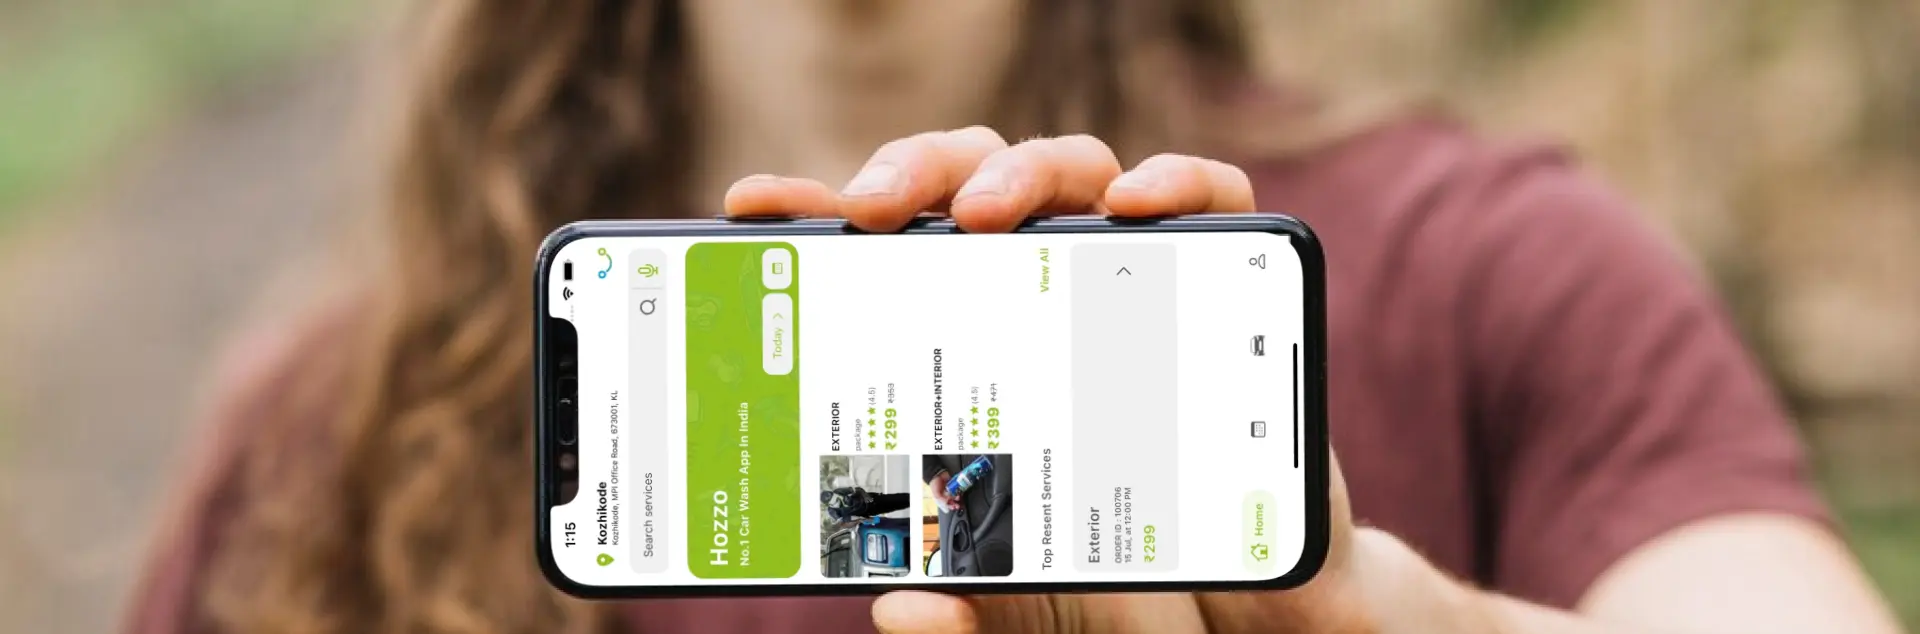 1:15
Kozhikode
Kozhikode, MPI Office Road, 673001, KL
Search services
Hozzo
No.1 Car Wash App In India
Today
EXTERIOR
package
(4.5)
₹299 ₹353
EXTERIOR+INTERIOR
package
(4.5)
₹399 ₹471
Top Resent Services
View All
Exterior
ORDER ID : 100706
15 Jul, at 12:00 PM
₹299
Home